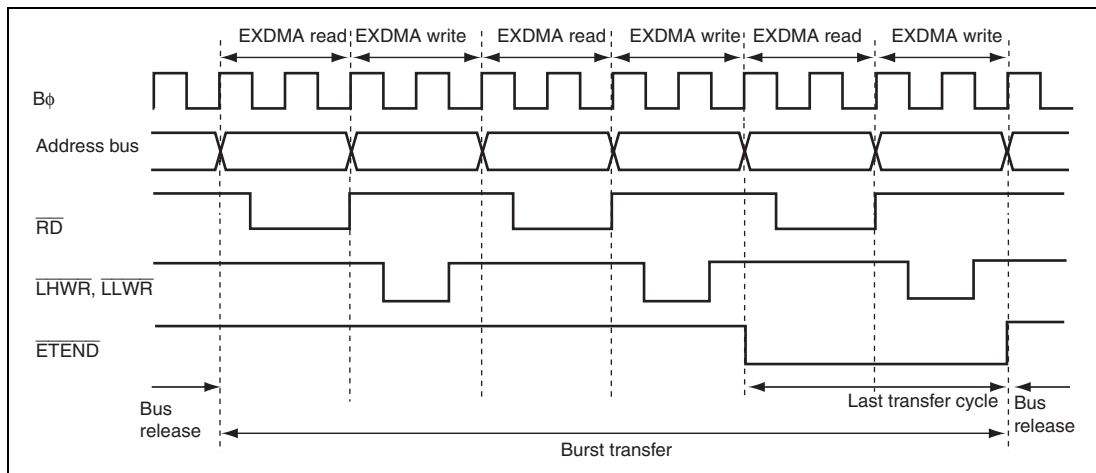 EXDMA read EXDMA write EXDMA read EXDMA write EXDMA read EXDMA write
Bφ
Address bus
RD
LHWR, LLWR
ETEND
Last transfer cycle
Bus release
Bus release
Burst transfer